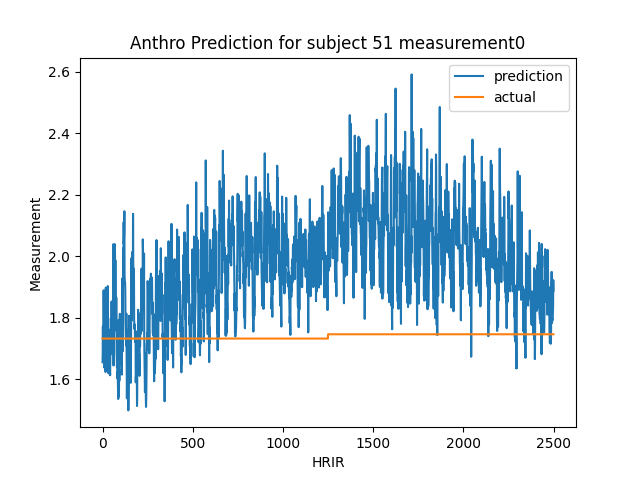 Anthro Prediction for subject 51 measurement0
prediction
actual
2.6
2.4
2.2
2.0
1.8
1.6
Measurement
0
500
1000
1500
2000
2500
HRIR